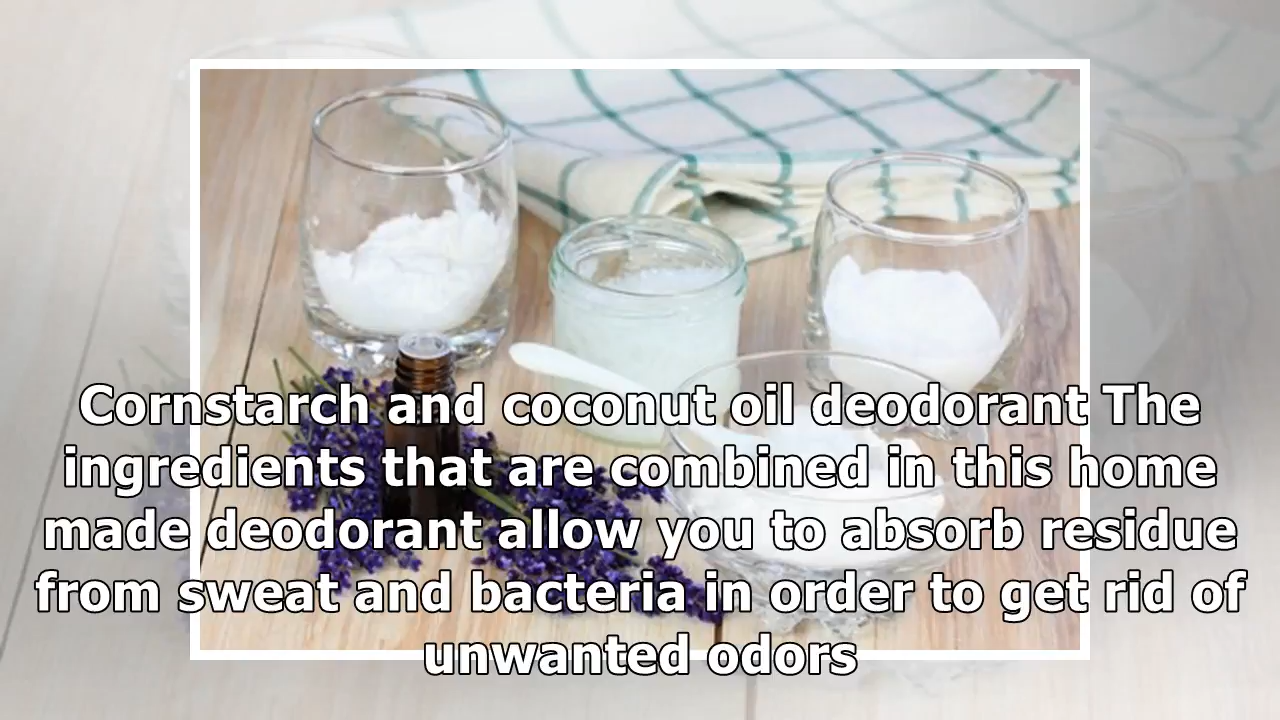 Cornstarch and coconut oil deodorant The
ingredients that are combined in this home
made deodorant allow you to absorb residue
from sweat and bacteria in order to get rid of
unwanted odors